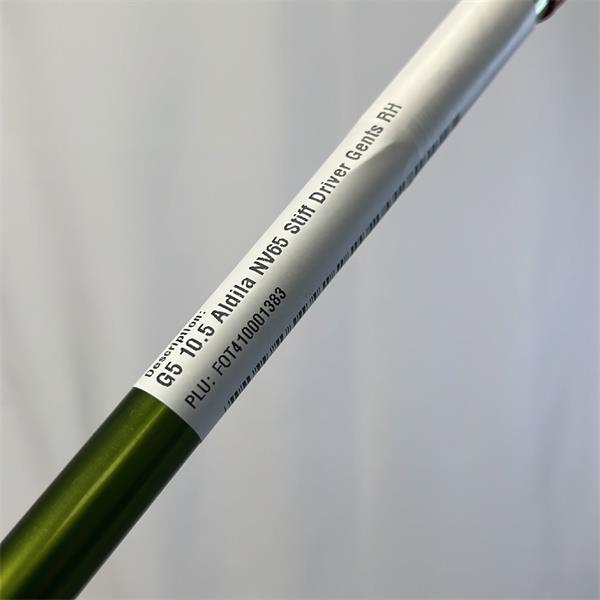 Description:
G5 10.5 Aldila NV65 Stiff Driver Gents RH
PLU: FOT410001383